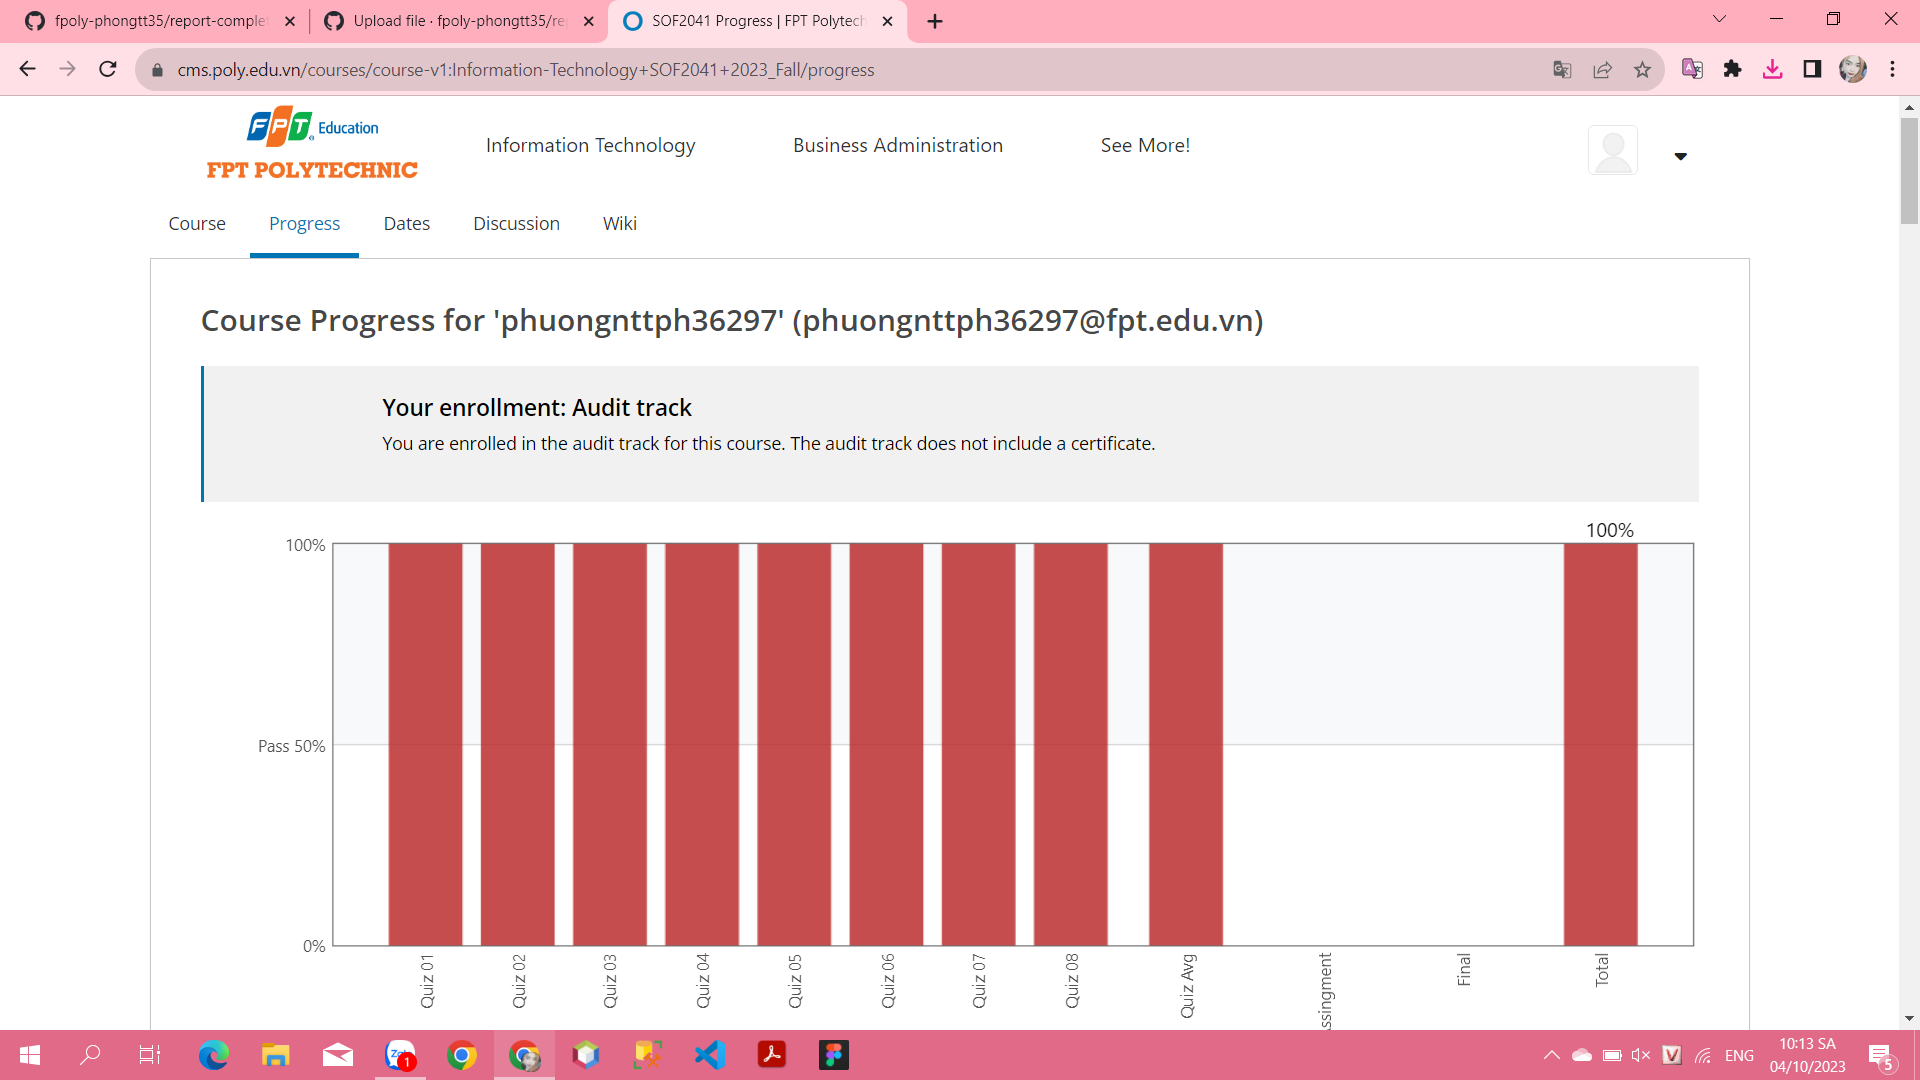 fpoly-phongtt35/report-complet
Upload file · fpoly-phongtt35/rep
SOF2041 Progress | FPT Polytech
cms.poly.edu.vn/courses/course-v1:Information-Technology+SOF2041+2023_Fall/progress
FPT Education
FPT POLYTECHNIC
Information Technology
Business Administration
See More!
Course
Progress
Dates
Discussion
Wiki
Course Progress for 'phuongnttph36297' (phuongnttph36297@fpt.edu.vn)
Your enrollment: Audit track
You are enrolled in the audit track for this course. The audit track does not include a certificate.
100%
100%
Pass 50%
0%
Quiz 01
Quiz 02
Quiz 03
Quiz 04
Quiz 05
Quiz 06
Quiz 07
Quiz 08
Quiz Avg
ssingment
Final
Total
1
ENG
10:13 SA
04/10/2023
5